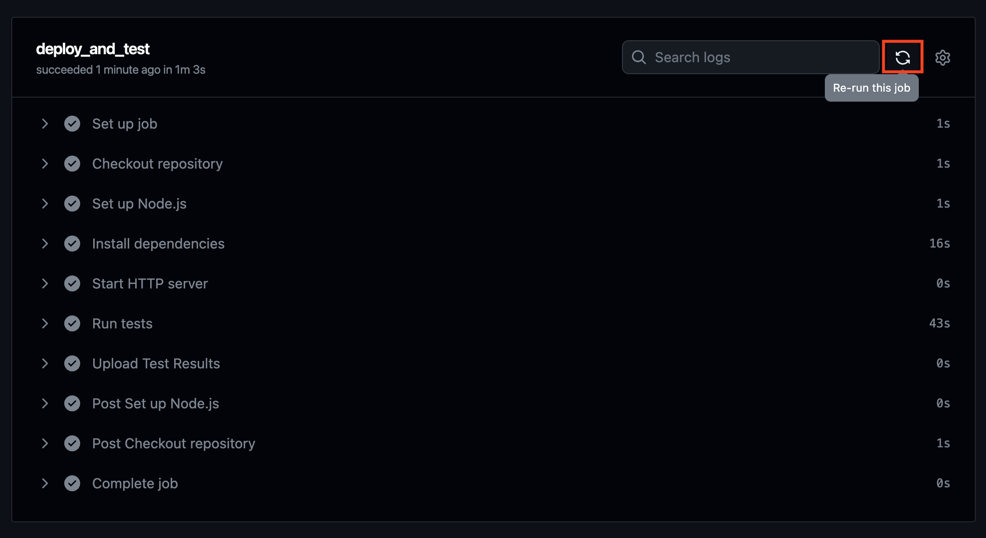 deploy_and_test
succeeded 1 minute ago in 1m 3s
Search logs
Re-run this job
Set up job 1s
Checkout repository 1s
Set up Node.js 1s
Install dependencies 16s
Start HTTP server 0s
Run tests 43s
Upload Test Results 0s
Post Set up Node.js 0s
Post Checkout repository 1s
Complete job 0s